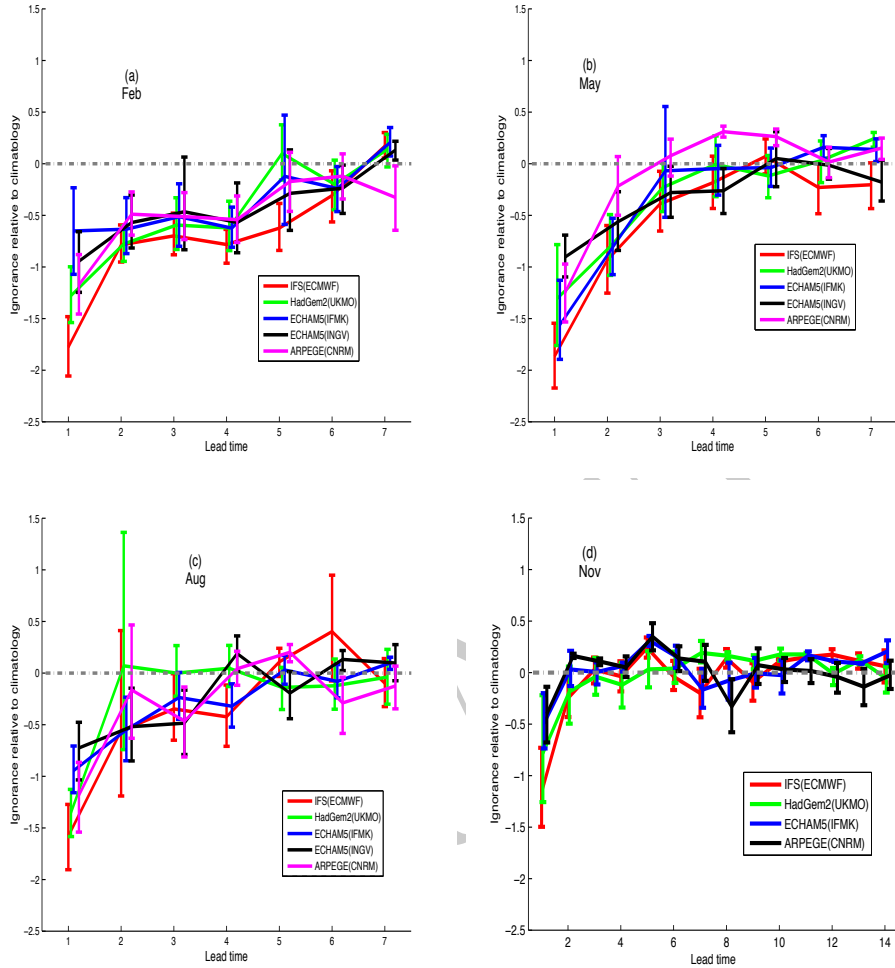 Ignorance relative to climatology
1.5
1
0.5
0
−0.5
−1
−1.5
−2
−2.5
(a)
Feb
IFS(ECMWF)
HadGem2(UKMO)
ECHAM5(IFMK)
ECHAM5(INGV)
ARPEGE(CNRM)
1 2 3 4 5 6 7
Lead time
Ignorance relative to climatology
1.5
1
0.5
0
−0.5
−1
−1.5
−2
−2.5
(b)
May
IFS(ECMWF)
HadGem2(UKMO)
ECHAM5(IFMK)
ECHAM5(INGV)
ARPEGE(CNRM)
1 2 3 4 5 6 7
Lead time
Ignorance relative to climatology
1.5
1
0.5
0
−0.5
−1
−1.5
−2
−2.5
(c)
Aug
IFS(ECMWF)
HadGem2(UKMO)
ECHAM5(IFMK)
ECHAM5(INGV)
ARPEGE(CNRM)
1 2 3 4 5 6 7
Lead time
Ignorance relative to climatology
1.5
1
0.5
0
−0.5
−1
−1.5
−2
−2.5
(d)
Nov
IFS(ECMWF)
HadGem2(UKMO)
ECHAM5(IFMK)
ARPEGE(CNRM)
2 4 6 8 10 12 14
Lead time